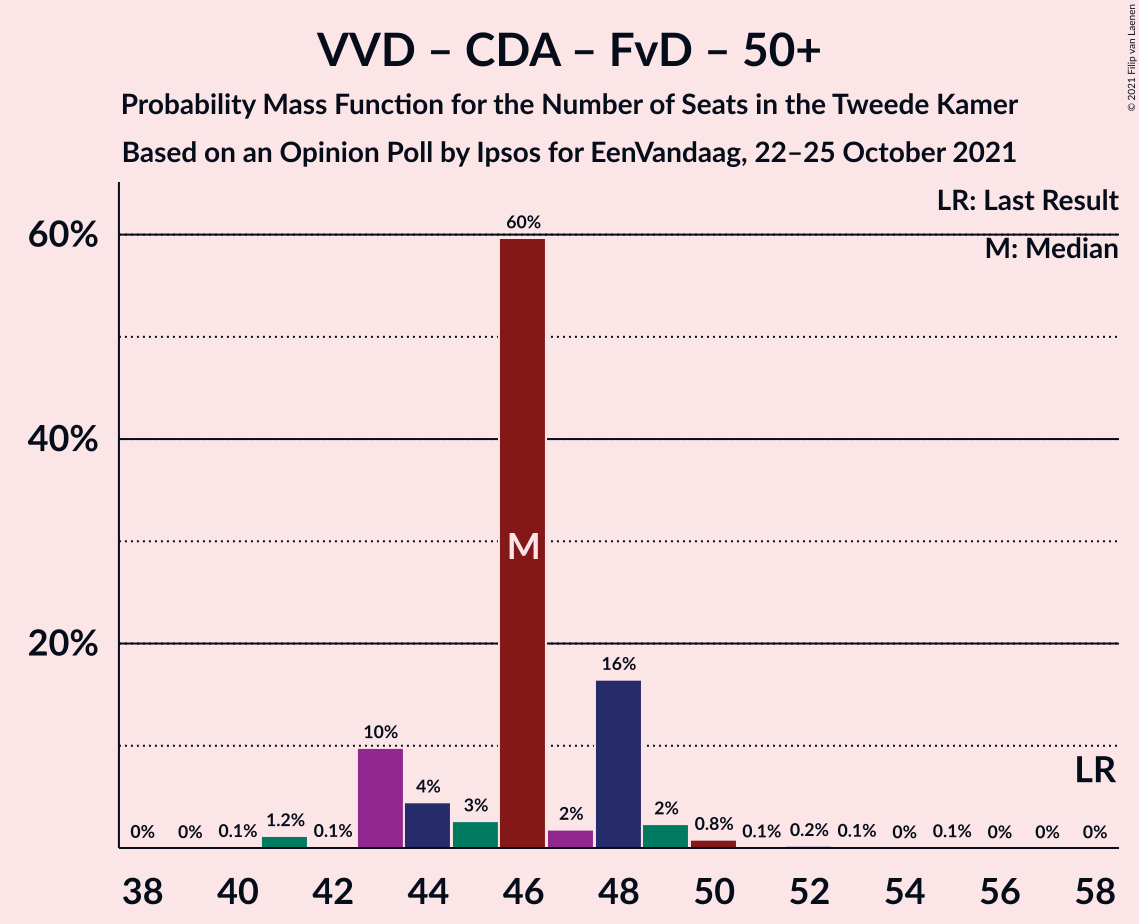 VVD – CDA – FvD – 50+
Probability Mass Function for the Number of Seats in the Tweede Kamer
Based on an Opinion Poll by Ipsos for EenVandaag, 22–25 October 2021
© 2021 Filip van Laenen
LR: Last Result
M: Median
60%
40%
20%
0%
0%
0.1%
1.2%
0.1%
10%
4%
3%
60%
2%
16%
2%
0.8%
0.1%
0.2%
0.1%
0%
0.1%
0%
0%
0%
M
LR
38 40 42 44 46 48 50 52 54 56 58